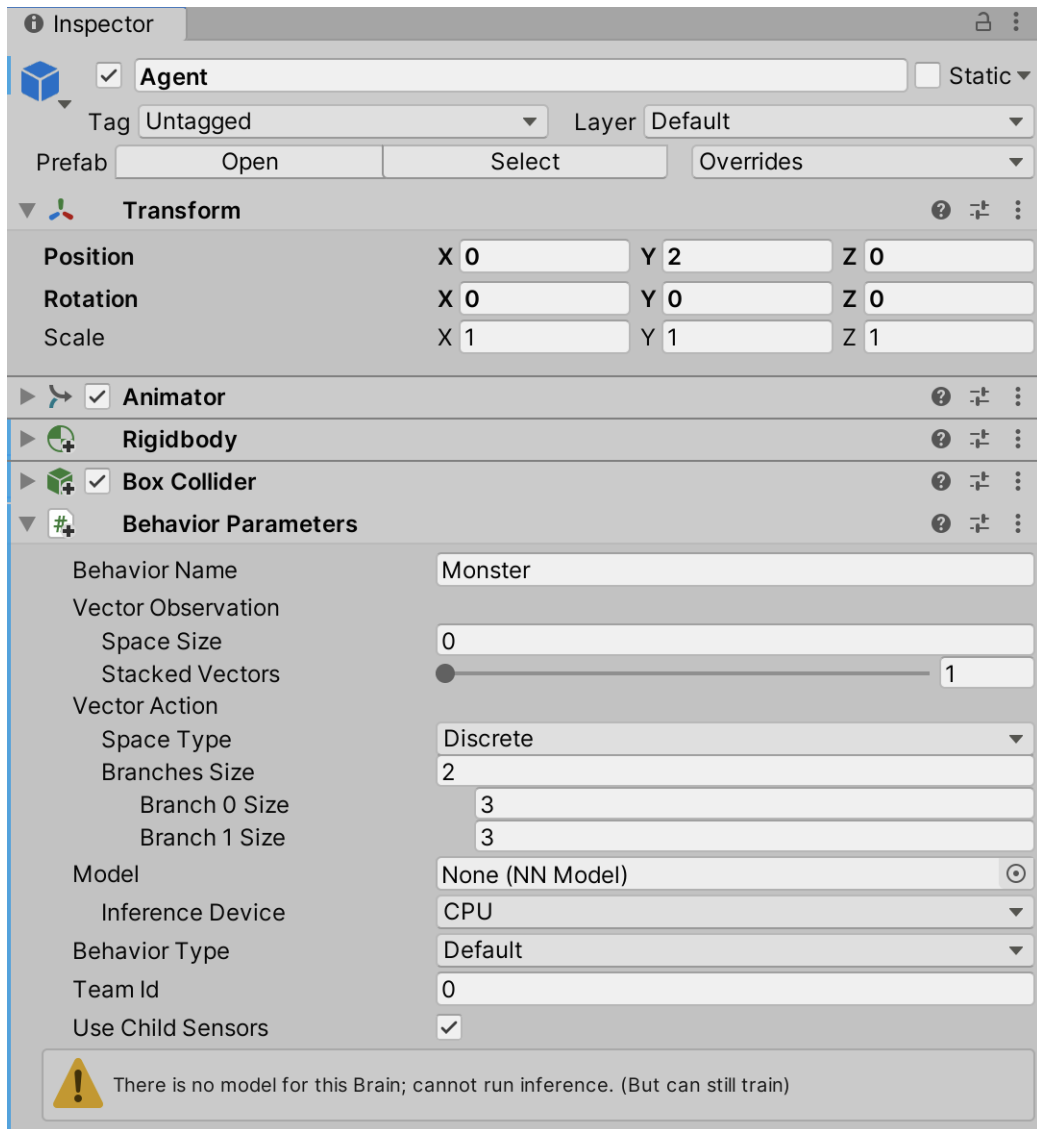 Inspector
Agent Static
Tag Untagged Layer Default
Prefab Open Select Overrides
Transform
Position X 0 Y 2 Z 0
Rotation X 0 Y 0 Z 0
Scale X 1 Y 1 Z 1
Animator
Rigidbody
Box Collider
# Behavior Parameters
Behavior Name Monster
Vector Observation
Space Size 0
Stacked Vectors 1
Vector Action
Space Type Discrete
Branches Size 2
Branch 0 Size 3
Branch 1 Size 3
Model None (NN Model)
Inference Device CPU
Behavior Type Default
Team Id 0
Use Child Sensors
There is no model for this Brain; cannot run inference. (But can still train)